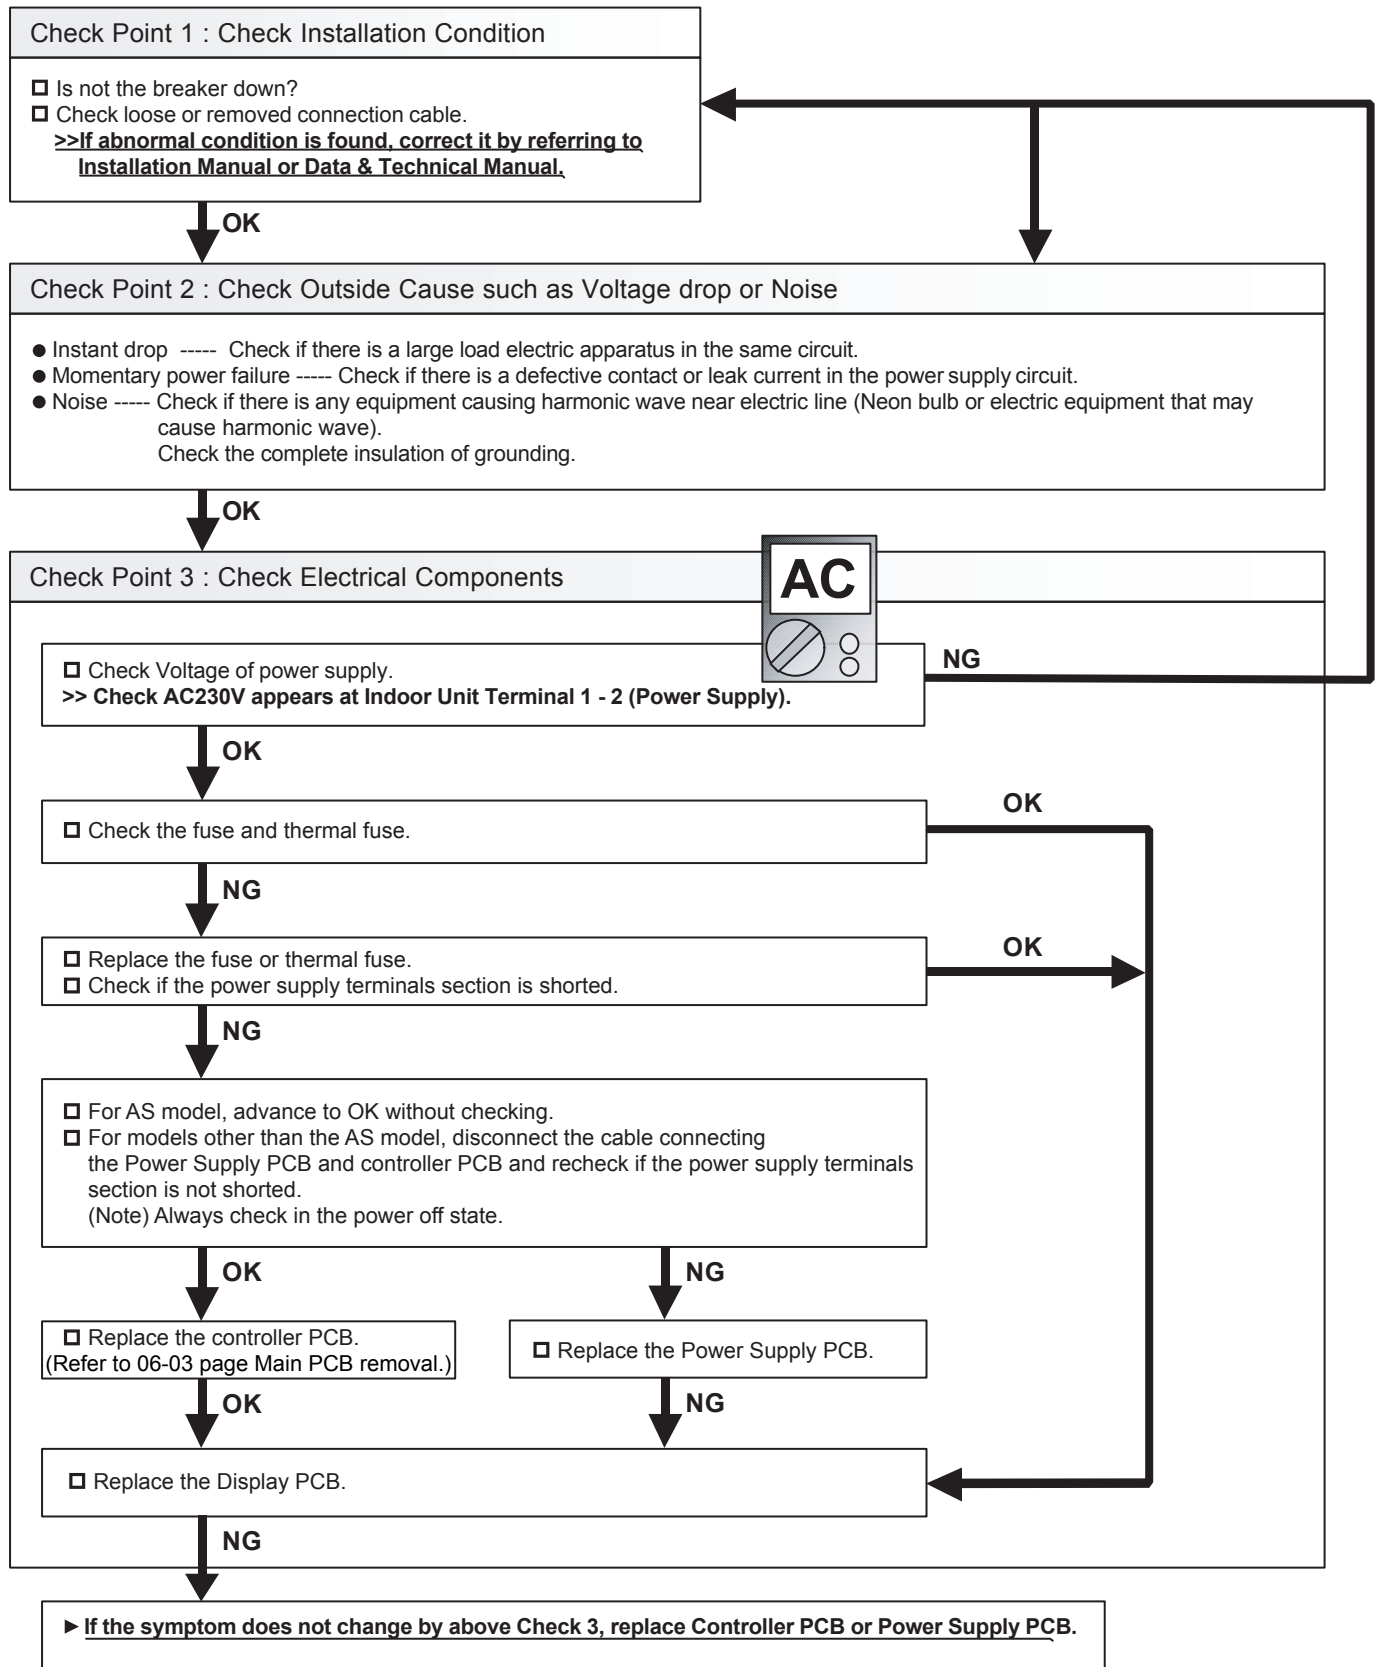 Check Point 1 : Check Installation Condition
Is not the breaker down?
Check loose or removed connection cable.
>>If abnormal condition is found, correct it by referring to
Installation Manual or Data & Technical Manual.
OK
Check Point 2 : Check Outside Cause such as Voltage drop or Noise
● Instant drop ----- Check if there is a large load electric apparatus in the same circuit.
● Momentary power failure ----- Check if there is a defective contact or leak current in the power supply circuit.
● Noise ----- Check if there is any equipment causing harmonic wave near electric line (Neon bulb or electric equipment that may
cause harmonic wave).
Check the complete insulation of grounding.
OK
Check Point 3 : Check Electrical Components
AC
Check Voltage of power supply.
>> Check AC230V appears at Indoor Unit Terminal 1 - 2 (Power Supply).
NG
OK
Check the fuse and thermal fuse.
OK
NG
Replace the fuse or thermal fuse.
Check if the power supply terminals section is shorted.
OK
NG
For AS model, advance to OK without checking.
For models other than the AS model, disconnect the cable connecting
the Power Supply PCB and controller PCB and recheck if the power supply terminals
section is not shorted.
(Note) Always check in the power off state.
OK
NG
Replace the controller PCB.
(Refer to 06-03 page Main PCB removal.)
Replace the Power Supply PCB.
OK
NG
Replace the Display PCB.
NG
► If the symptom does not change by above Check 3, replace Controller PCB or Power Supply PCB.